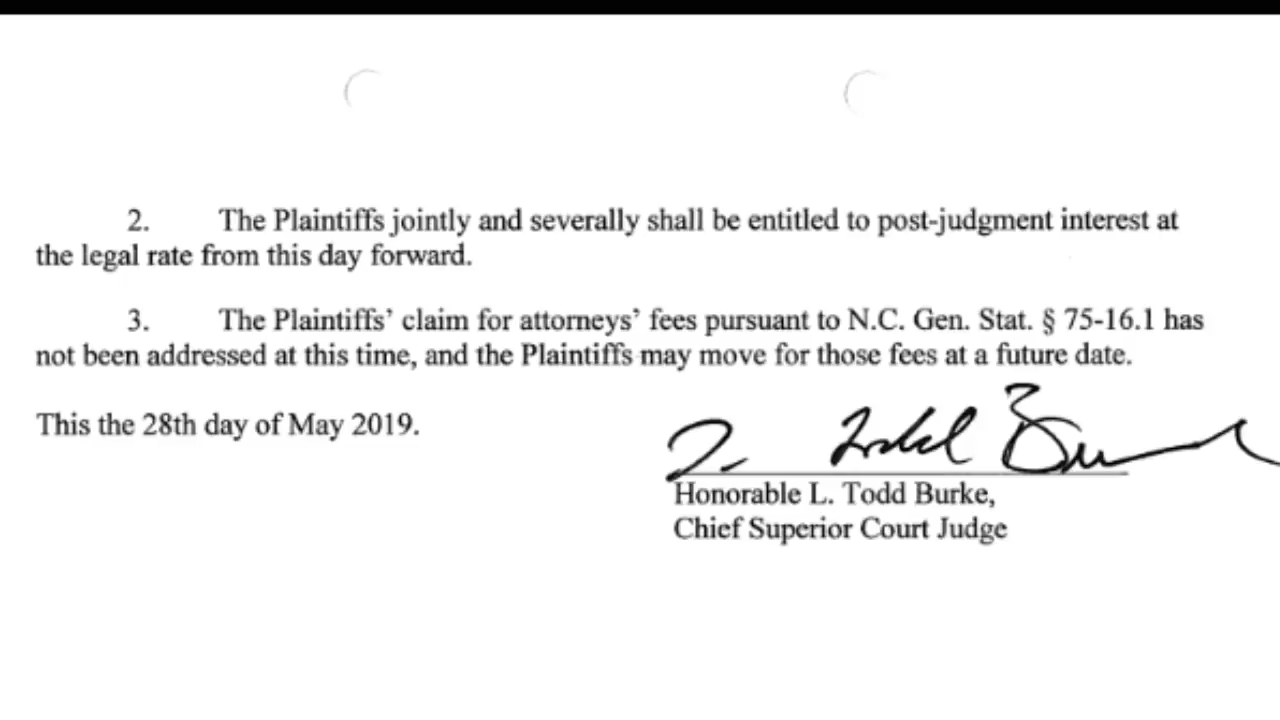 2. The Plaintiffs jointly and severally shall be entitled to post-judgment interest at
the legal rate from this day forward.
3. The Plaintiffs’ claim for attorneys’ fees pursuant to N.C. Gen. Stat. § 75-16.1 has
not been addressed at this time, and the Plaintiffs may move for those fees at a future date.
This the 28th day of May 2019.
L. Todd Burke
Honorable L. Todd Burke,
Chief Superior Court Judge